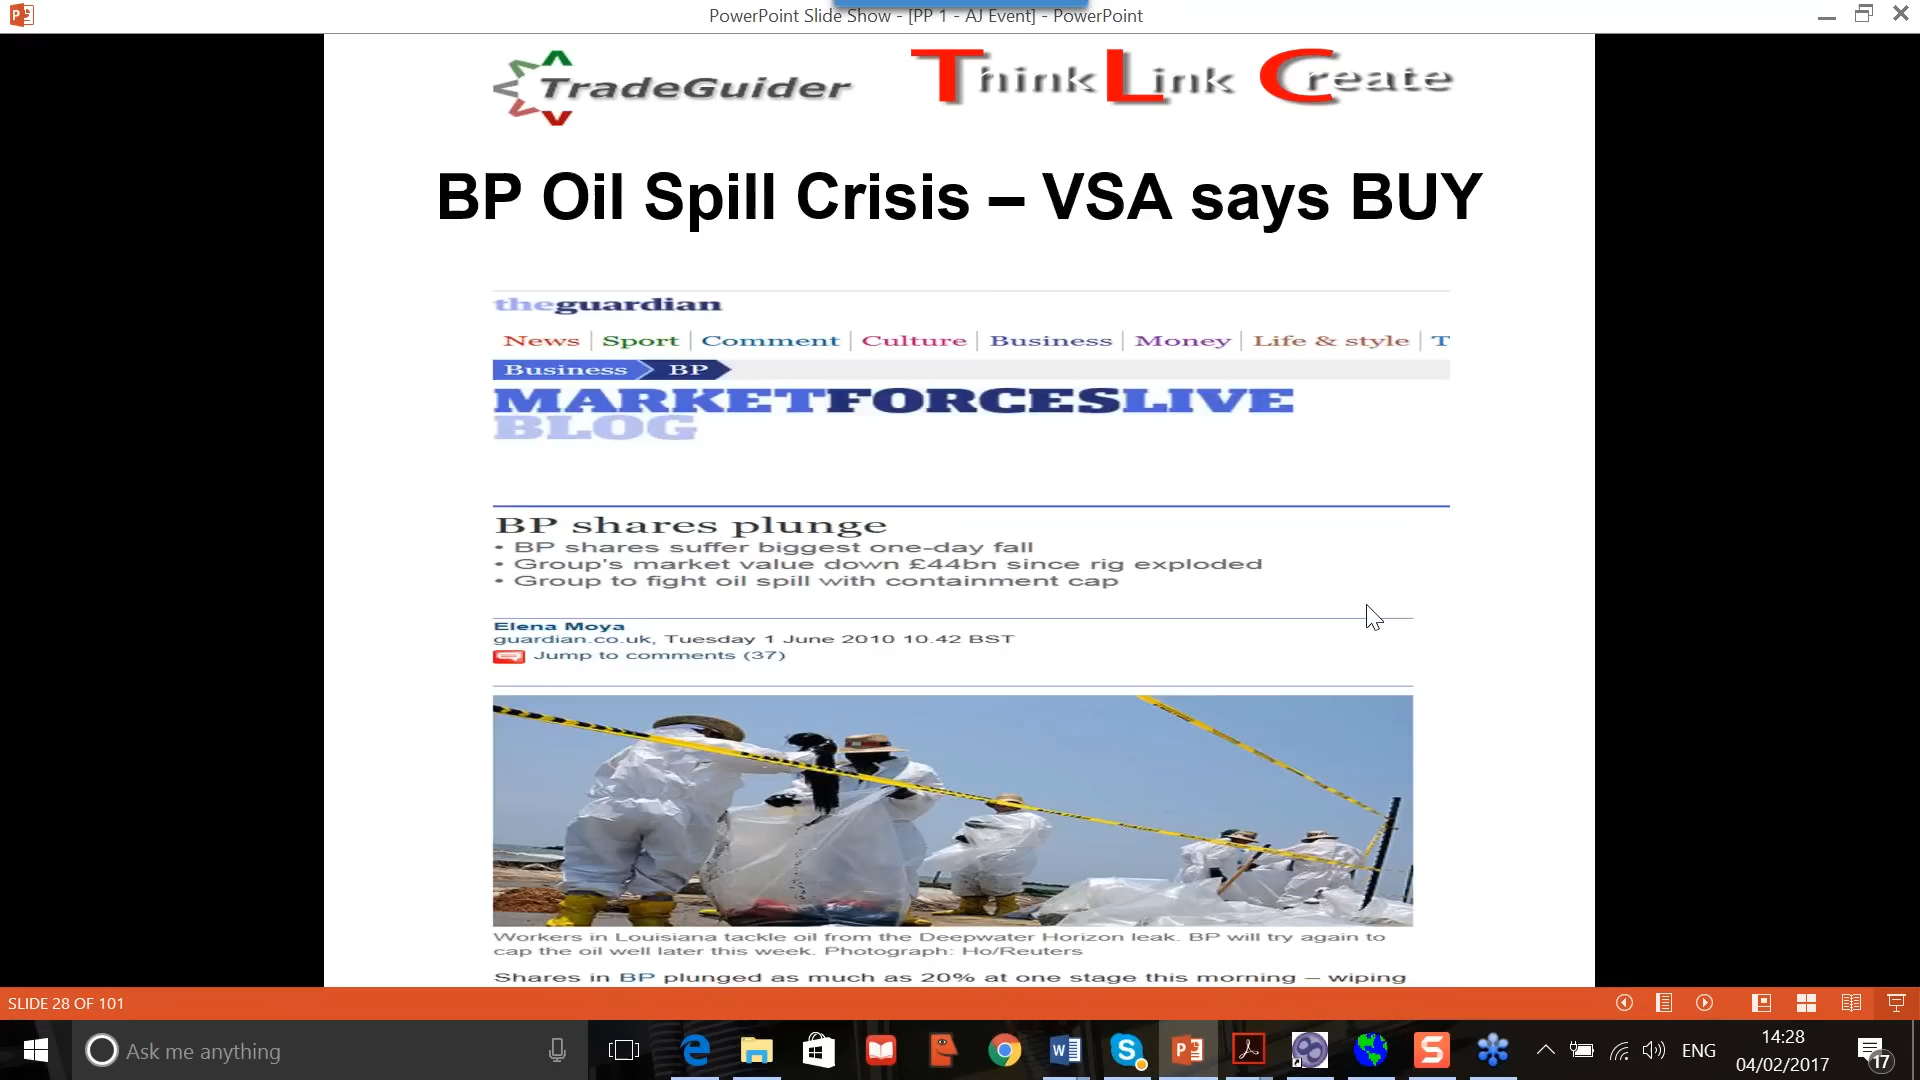 PowerPoint Slide Show - [PP 1 - AJ Event] - PowerPoint
TradeGuider
Think Link Create
BP Oil Spill Crisis – VSA says BUY
theguardian
News Sport Comment Culture Business Money Life & style T
Business BP
MARKETFORCESLIVE
BLOG
BP shares plunge
• BP shares suffer biggest one-day fall
• Group's market value down £44bn since rig exploded
• Group to fight oil spill with containment cap
Elena Moya
guardian.co.uk, Tuesday 1 June 2010 10.42 BST
Jump to comments (37)
Workers in Louisiana tackle oil from the Deepwater Horizon leak. BP will try again to
cap the oil well later this week. Photograph: Ho/Reuters
Shares in BP plunged as much as 20% at one stage this morning – wiping
SLIDE 28 OF 101
Ask me anything
ENG
14:28
04/02/2017
17